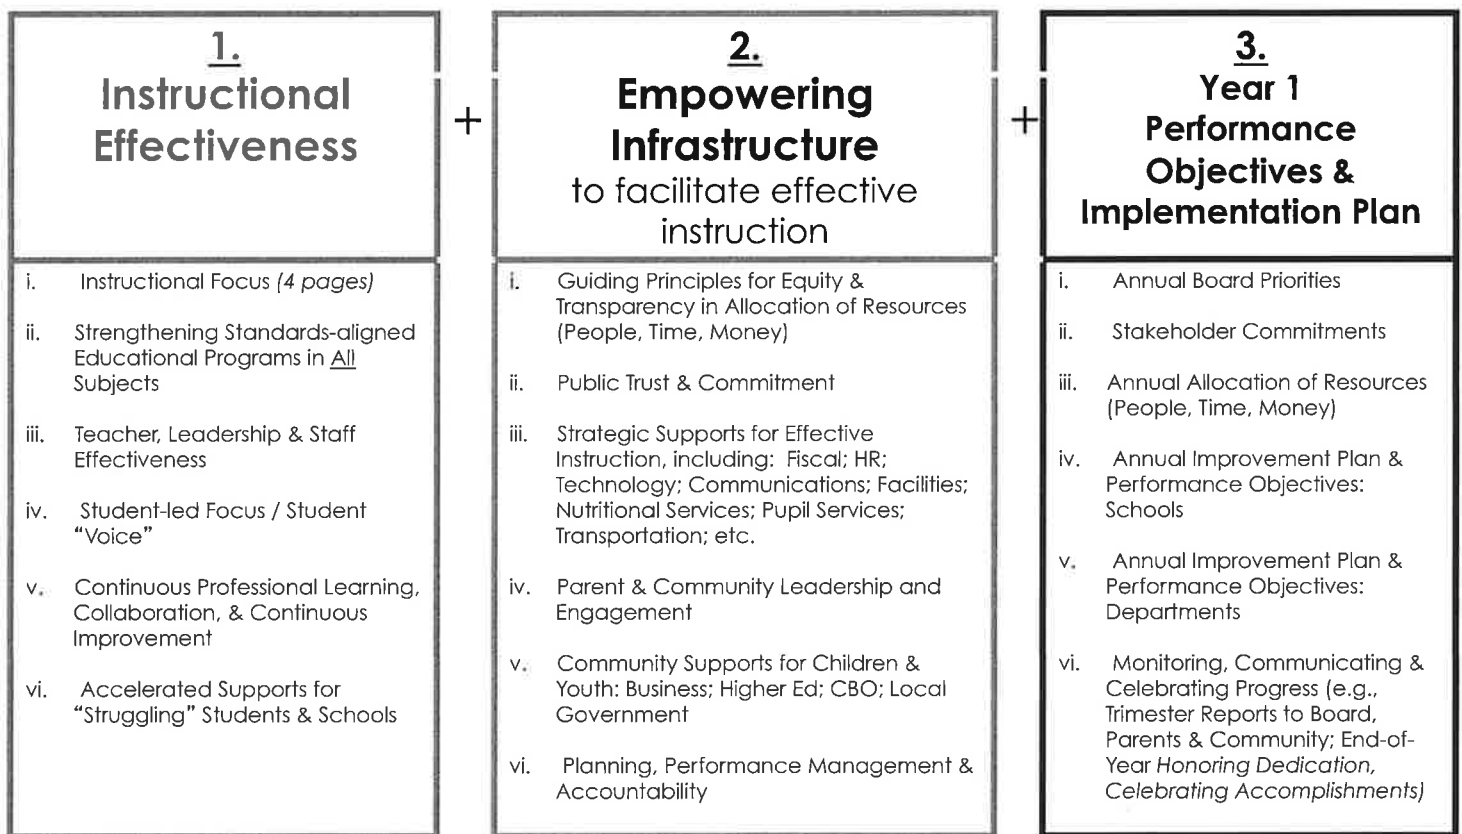 1.
Instructional
Effectiveness
+
2.
Empowering
Infrastructure
to facilitate effective
instruction
+
3.
Year 1
Performance
Objectives &
Implementation Plan
i. Instructional Focus (4 pages)
ii. Strengthening Standards-aligned
Educational Programs in All
Subjects
iii. Teacher, Leadership & Staff
Effectiveness
iv. Student-led Focus / Student
“Voice”
v. Continuous Professional Learning,
Collaboration, & Continuous
Improvement
vi. Accelerated Supports for
“Struggling” Students & Schools
i. Guiding Principles for Equity &
Transparency in Allocation of Resources
(People, Time, Money)
ii. Public Trust & Commitment
iii. Strategic Supports for Effective
Instruction, including: Fiscal; HR;
Technology; Communications; Facilities;
Nutritional Services; Pupil Services;
Transportation; etc.
iv. Parent & Community Leadership and
Engagement
v. Community Supports for Children &
Youth: Business; Higher Ed; CBO; Local
Government
vi. Planning, Performance Management &
Accountability
i. Annual Board Priorities
ii. Stakeholder Commitments
iii. Annual Allocation of Resources
(People, Time, Money)
iv. Annual Improvement Plan &
Performance Objectives:
Schools
v. Annual Improvement Plan &
Performance Objectives:
Departments
vi. Monitoring, Communicating &
Celebrating Progress (e.g.,
Trimester Reports to Board,
Parents & Community; End-of-
Year Honoring Dedication,
Celebrating Accomplishments)